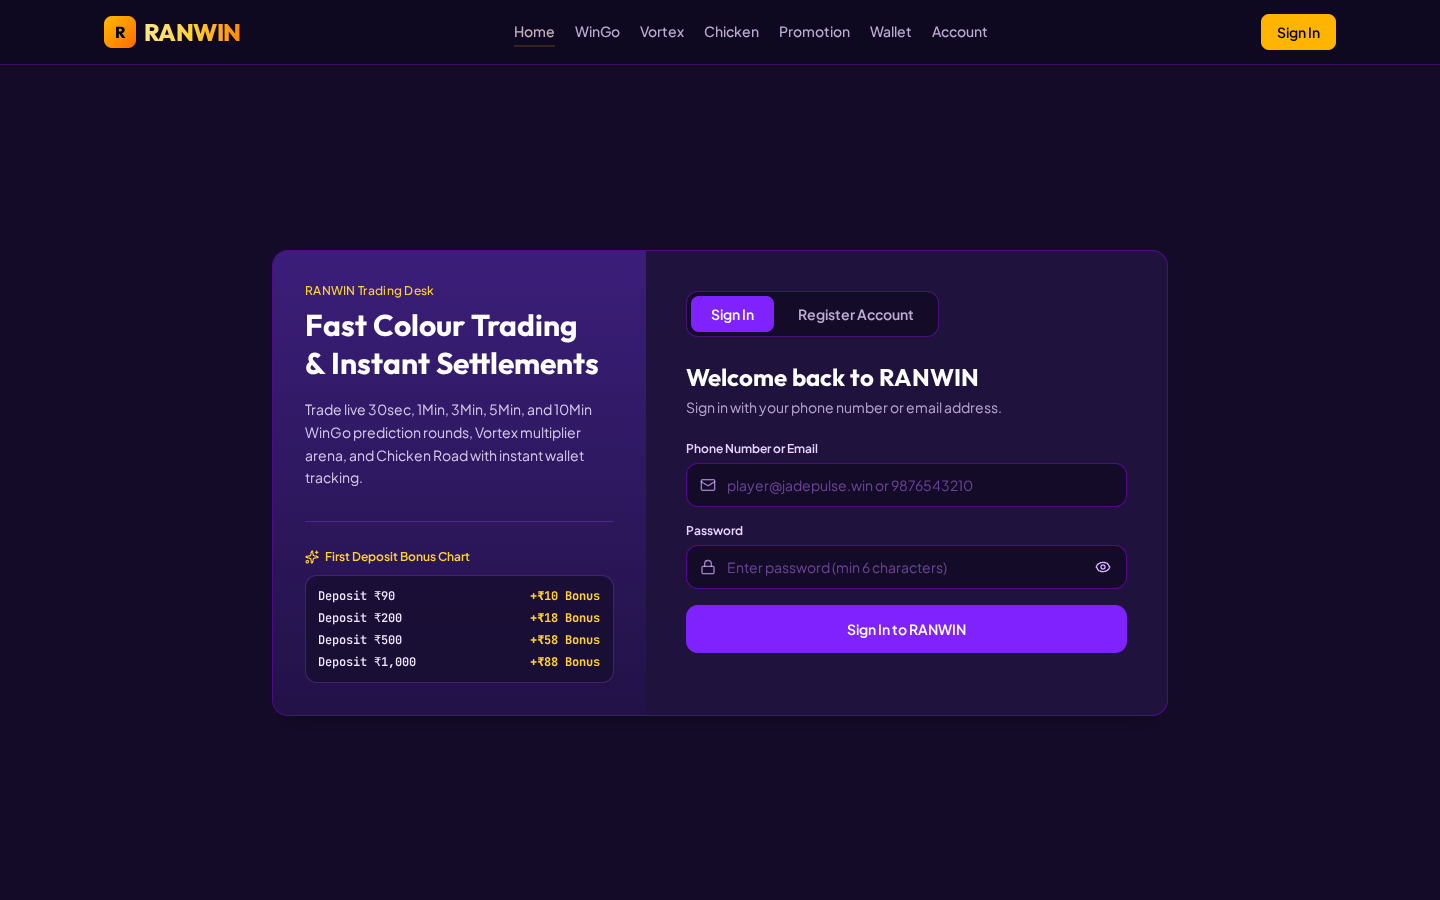 R RANWIN
Home WinGo Vortex Chicken Promotion Wallet Account
Sign In
RANWIN Trading Desk
Fast Colour Trading
& Instant Settlements
Trade live 30sec, 1Min, 3Min, 5Min, and 10Min
WinGo prediction rounds, Vortex multiplier
arena, and Chicken Road with instant wallet
tracking.
First Deposit Bonus Chart
Deposit ₹90 +₹10 Bonus
Deposit ₹200 +₹18 Bonus
Deposit ₹500 +₹58 Bonus
Deposit ₹1,000 +₹88 Bonus
Sign In Register Account
Welcome back to RANWIN
Sign in with your phone number or email address.
Phone Number or Email
player@jadepulse.win or 9876543210
Password
Enter password (min 6 characters)
Sign In to RANWIN